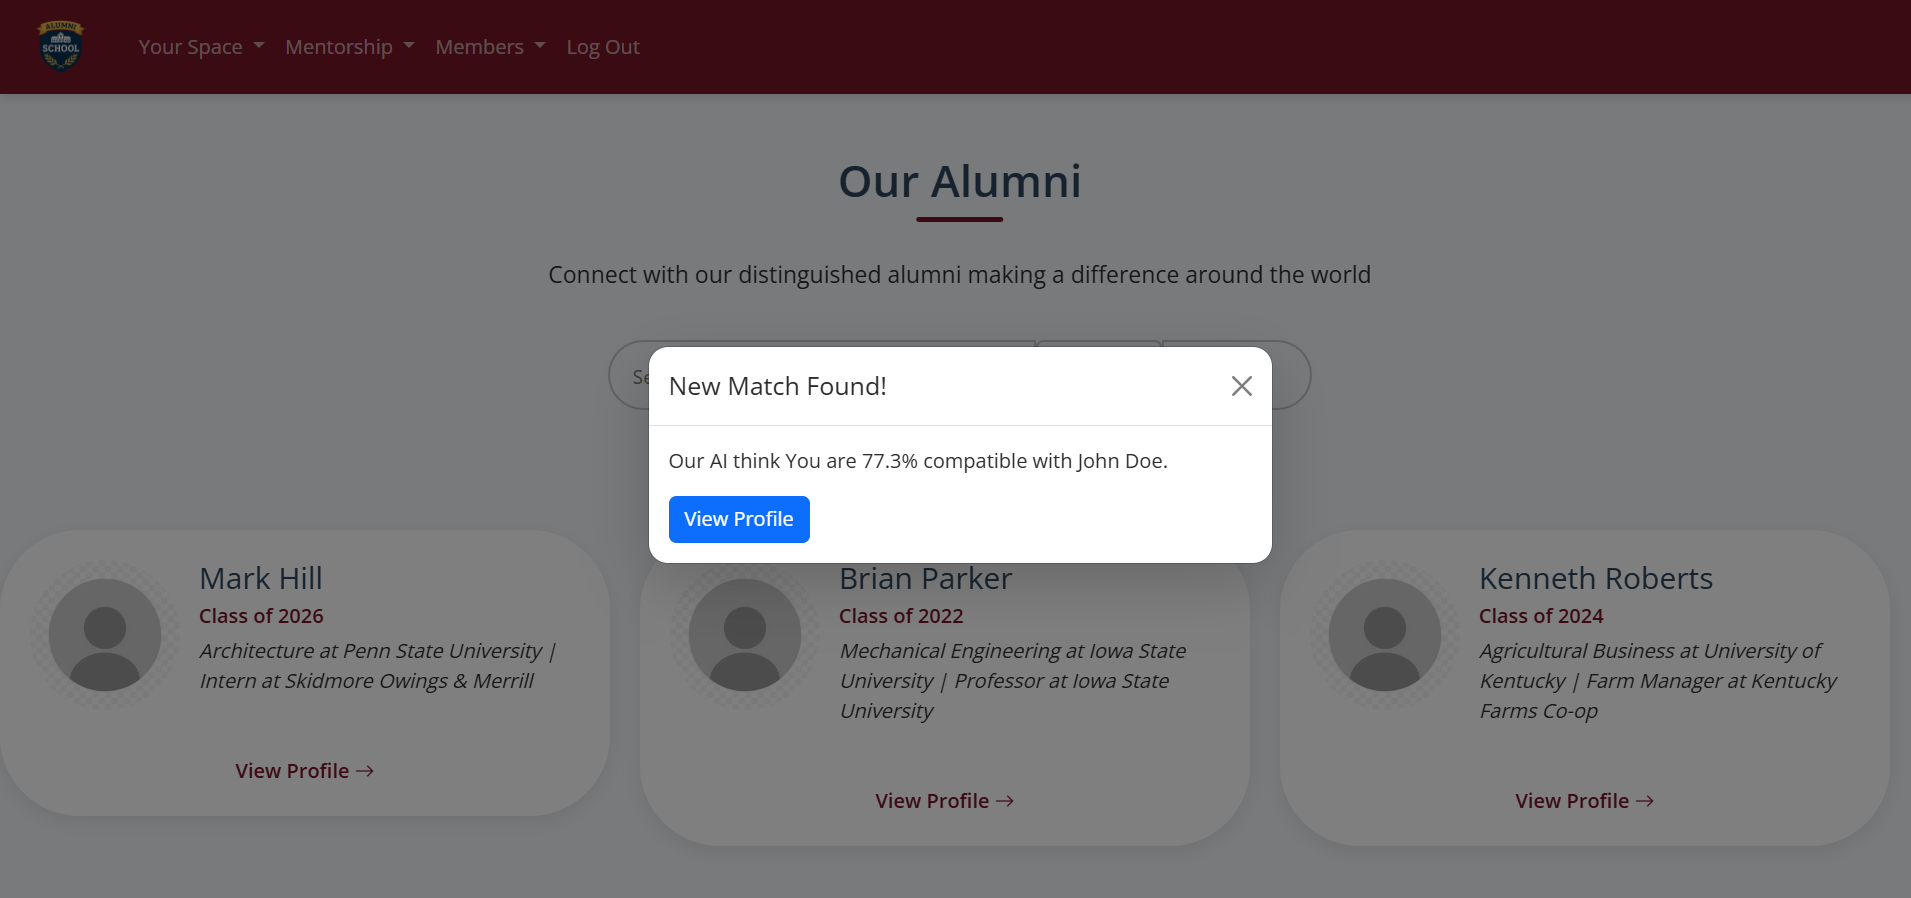 ALUMNI
SCHOOL
Your Space Mentorship Members Log Out
Our Alumni
Connect with our distinguished alumni making a difference around the world
New Match Found!
Our AI think You are 77.3% compatible with John Doe.
View Profile
Mark Hill
Class of 2026
Architecture at Penn State University |
Intern at Skidmore Owings & Merrill
View Profile →
Brian Parker
Class of 2022
Mechanical Engineering at Iowa State
University | Professor at Iowa State
University
View Profile →
Kenneth Roberts
Class of 2024
Agricultural Business at University of
Kentucky | Farm Manager at Kentucky
Farms Co-op
View Profile →